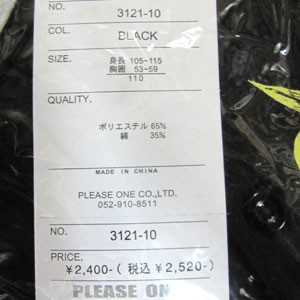 NO. 3121-10
COL. BLACK
SIZE. 身長 105-115
胸囲 53-59
110
QUALITY.
ポリエステル 65%
綿 35%
MADE IN CHINA
PLEASE ONE CO.,LTD.
052-910-8511
NO. 3121-10
PRICE.
¥2,400-(税込¥2,520-)
PLEASE ON